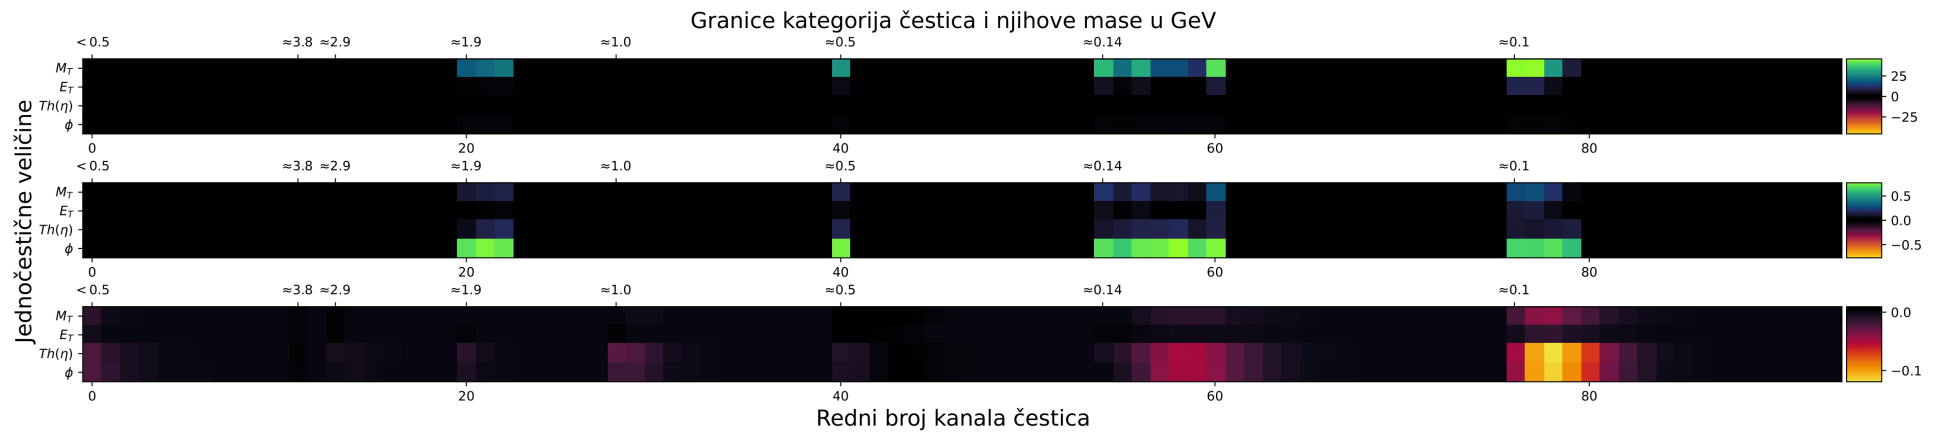 Granice kategorija čestica i njihove mase u GeV
<0.5 ≈3.8 ≈2.9 ≈1.9 ≈1.0 ≈0.5 ≈0.14 ≈0.1
M_T
E_T
Th(η)
ϕ
0 20 40 60 80
25
0
−25
<0.5 ≈3.8 ≈2.9 ≈1.9 ≈1.0 ≈0.5 ≈0.14 ≈0.1
M_T
E_T
Th(η)
ϕ
0 20 40 60 80
0.5
0.0
−0.5
<0.5 ≈3.8 ≈2.9 ≈1.9 ≈1.0 ≈0.5 ≈0.14 ≈0.1
M_T
E_T
Th(η)
ϕ
0 20 40 60 80
0.0
−0.1
Jednočestične veličine
Redni broj kanala čestica